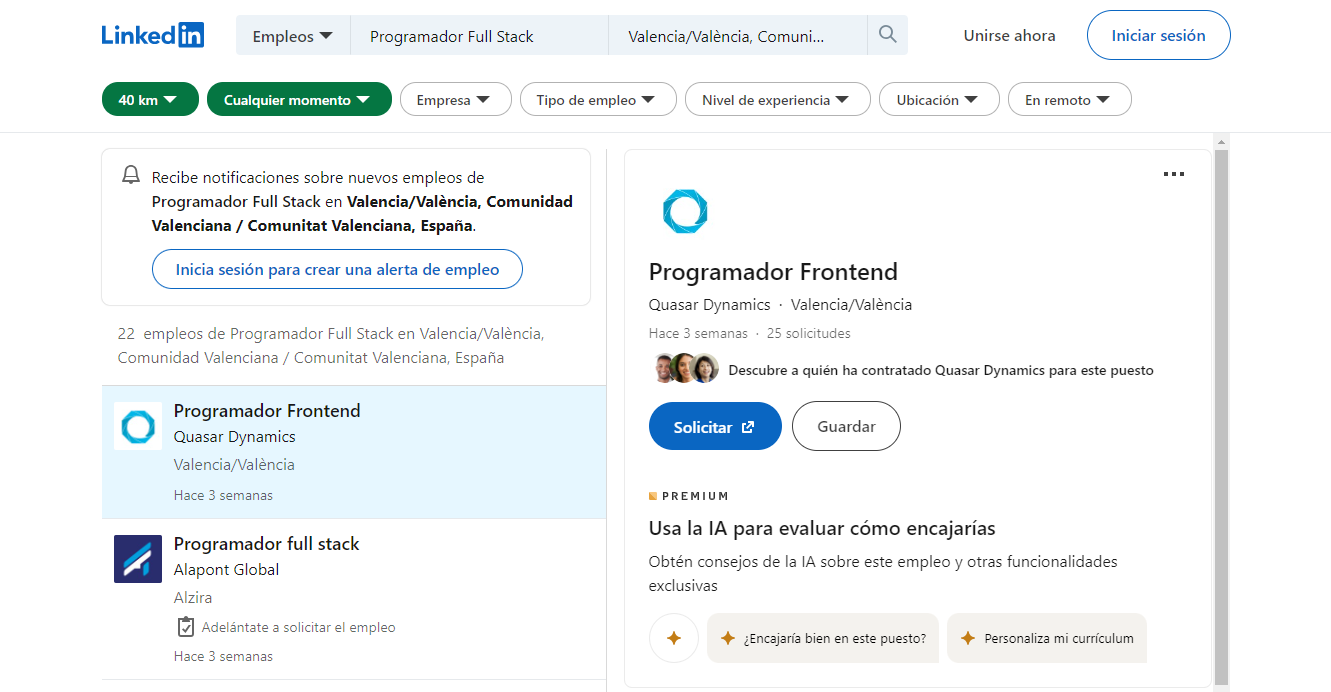 LinkedIn
Empleos
Programador Full Stack
Valencia/València, Comuni...
Unirse ahora
Iniciar sesión
40 km
Cualquier momento
Empresa
Tipo de empleo
Nivel de experiencia
Ubicación
En remoto
Recibe notificaciones sobre nuevos empleos de
Programador Full Stack en Valencia/València, Comunidad
Valenciana / Comunitat Valenciana, España.
Inicia sesión para crear una alerta de empleo
22 empleos de Programador Full Stack en Valencia/València,
Comunidad Valenciana / Comunitat Valenciana, España
Programador Frontend
Quasar Dynamics
Valencia/València
Hace 3 semanas
Programador full stack
Alapont Global
Alzira
Adelántate a solicitar el empleo
Hace 3 semanas
Programador Frontend
Quasar Dynamics · Valencia/València
Hace 3 semanas · 25 solicitudes
Descubre a quién ha contratado Quasar Dynamics para este puesto
Solicitar
Guardar
PREMIUM
Usa la IA para evaluar cómo encajarías
Obtén consejos de la IA sobre este empleo y otras funcionalidades
exclusivas
¿Encajaría bien en este puesto?
Personaliza mi currículum